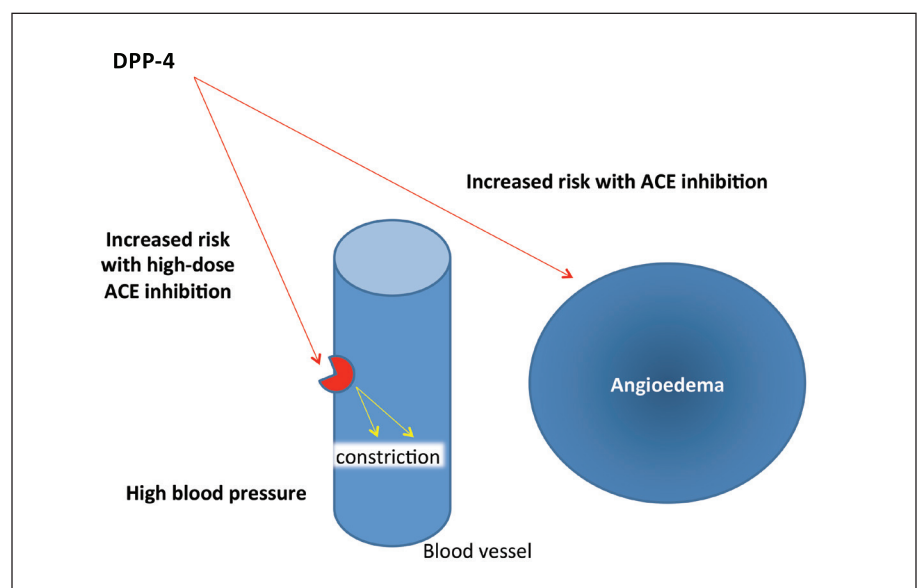 DPP-4
Increased risk with ACE inhibition
Increased risk
with high-dose
ACE inhibition
Angioedema
constriction
High blood pressure
Blood vessel